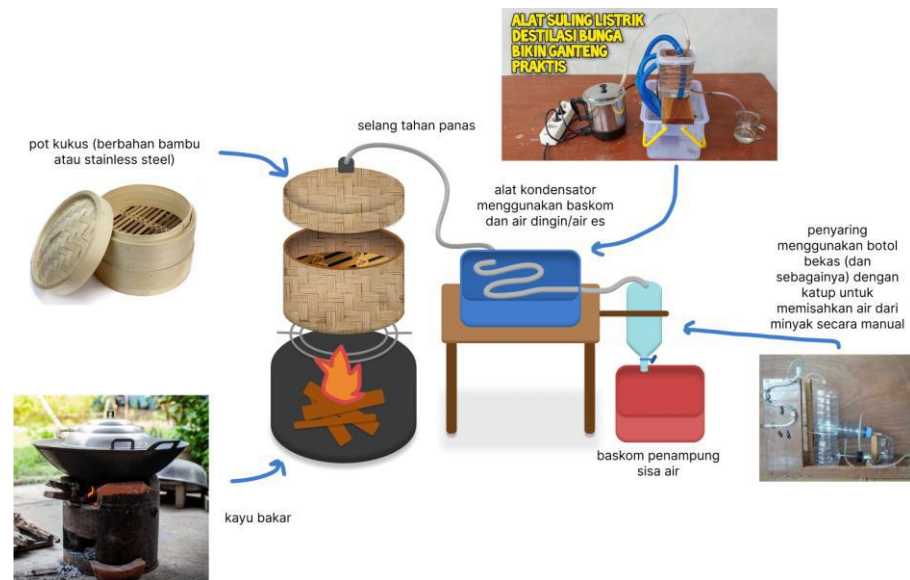 ALAT SULING LISTRIK
DESTILASI BUNGA
BIKIN GANTENG
PRAKTIS
selang tahan panas
pot kukus (berbahan bambu
atau stainless steel)
alat kondensator
menggunakan baskom
dan air dingin/air es
penyaring
menggunakan botol
bekas (dan
sebagainya) dengan
katup untuk
memisahkan air dari
minyak secara manual
baskom penampung
sisa air
kayu bakar